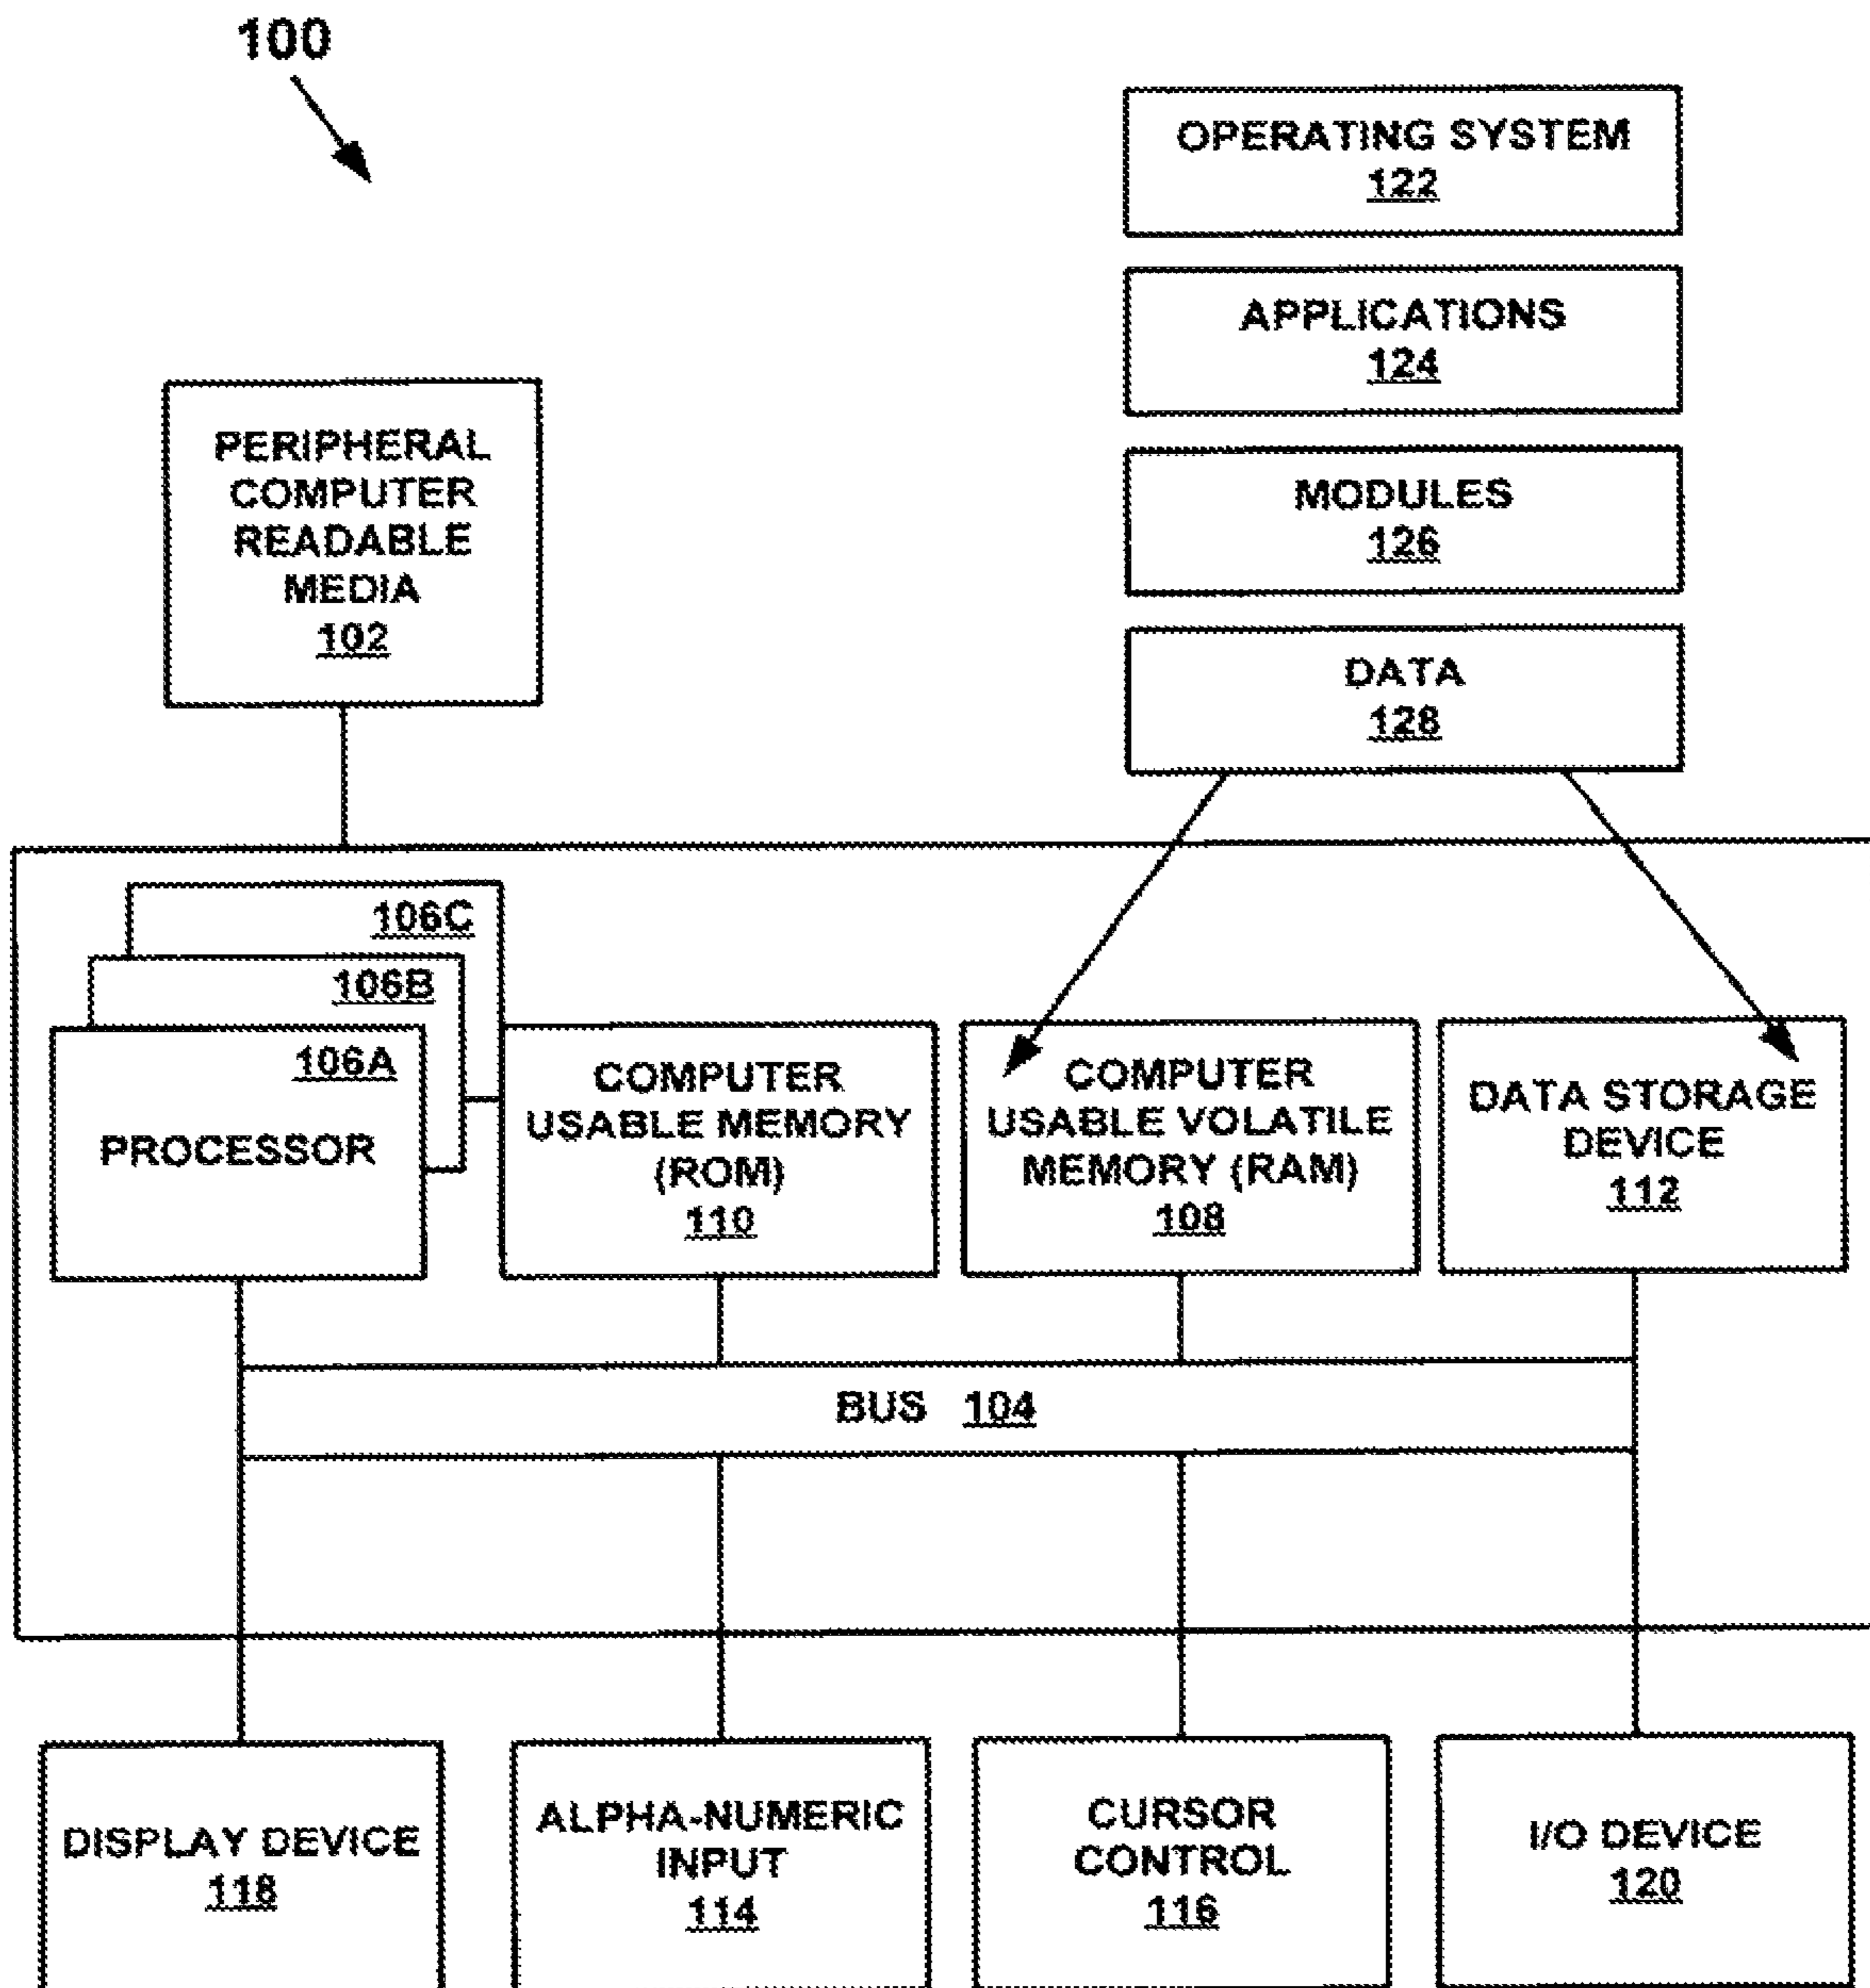 100
OPERATING SYSTEM
122
APPLICATIONS
124
MODULES
126
DATA
128
PERIPHERAL
COMPUTER
READABLE
MEDIA
102
106C
106B
106A
PROCESSOR
COMPUTER
USABLE MEMORY
(ROM)
110
COMPUTER
USABLE VOLATILE
MEMORY (RAM)
108
DATA STORAGE
DEVICE
112
BUS 104
DISPLAY DEVICE
118
ALPHA-NUMERIC
INPUT
114
CURSOR
CONTROL
116
I/O DEVICE
120